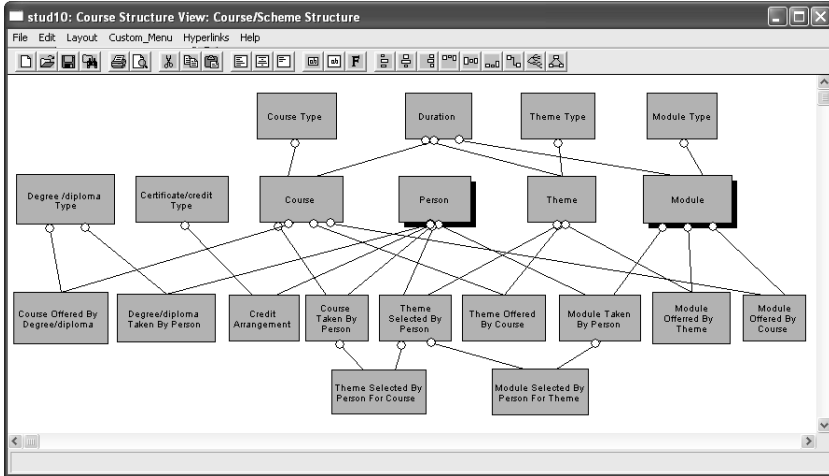 stud10: Course Structure View: Course/Scheme Structure
File Edit Layout Custom_Menu Hyperlinks Help
F
Course Type
Duration
Theme Type
Module Type
Degree /diploma
Type
Certificate/credit
Type
Course
Person
Theme
Module
Course Offered By
Degree/diploma
Degree/diploma
Taken By Person
Credit
Arrangement
Course
Taken By
Person
Theme
Selected By
Person
Theme Offered
By Course
Module Taken
By Person
Module
Offerred By
Theme
Module
Offered By
Course
Theme Selected By
Person For Course
Module Selected By
Person For Theme